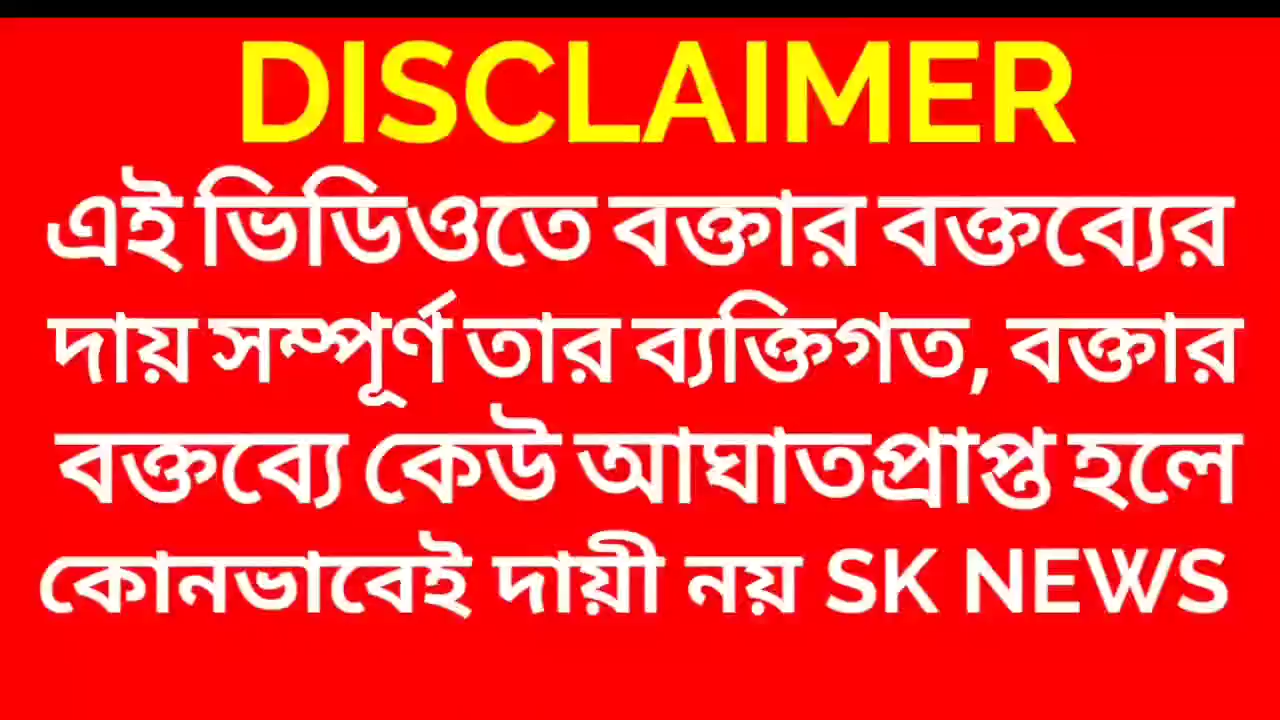 DISCLAIMER
এই ভিডিওতে বক্তার বক্তব্যের
দায় সম্পূর্ণ তার ব্যক্তিগত, বক্তার
বক্তব্যে কেউ আঘাতপ্রাপ্ত হলে
কোনভাবেই দায়ী নয় SK NEWS